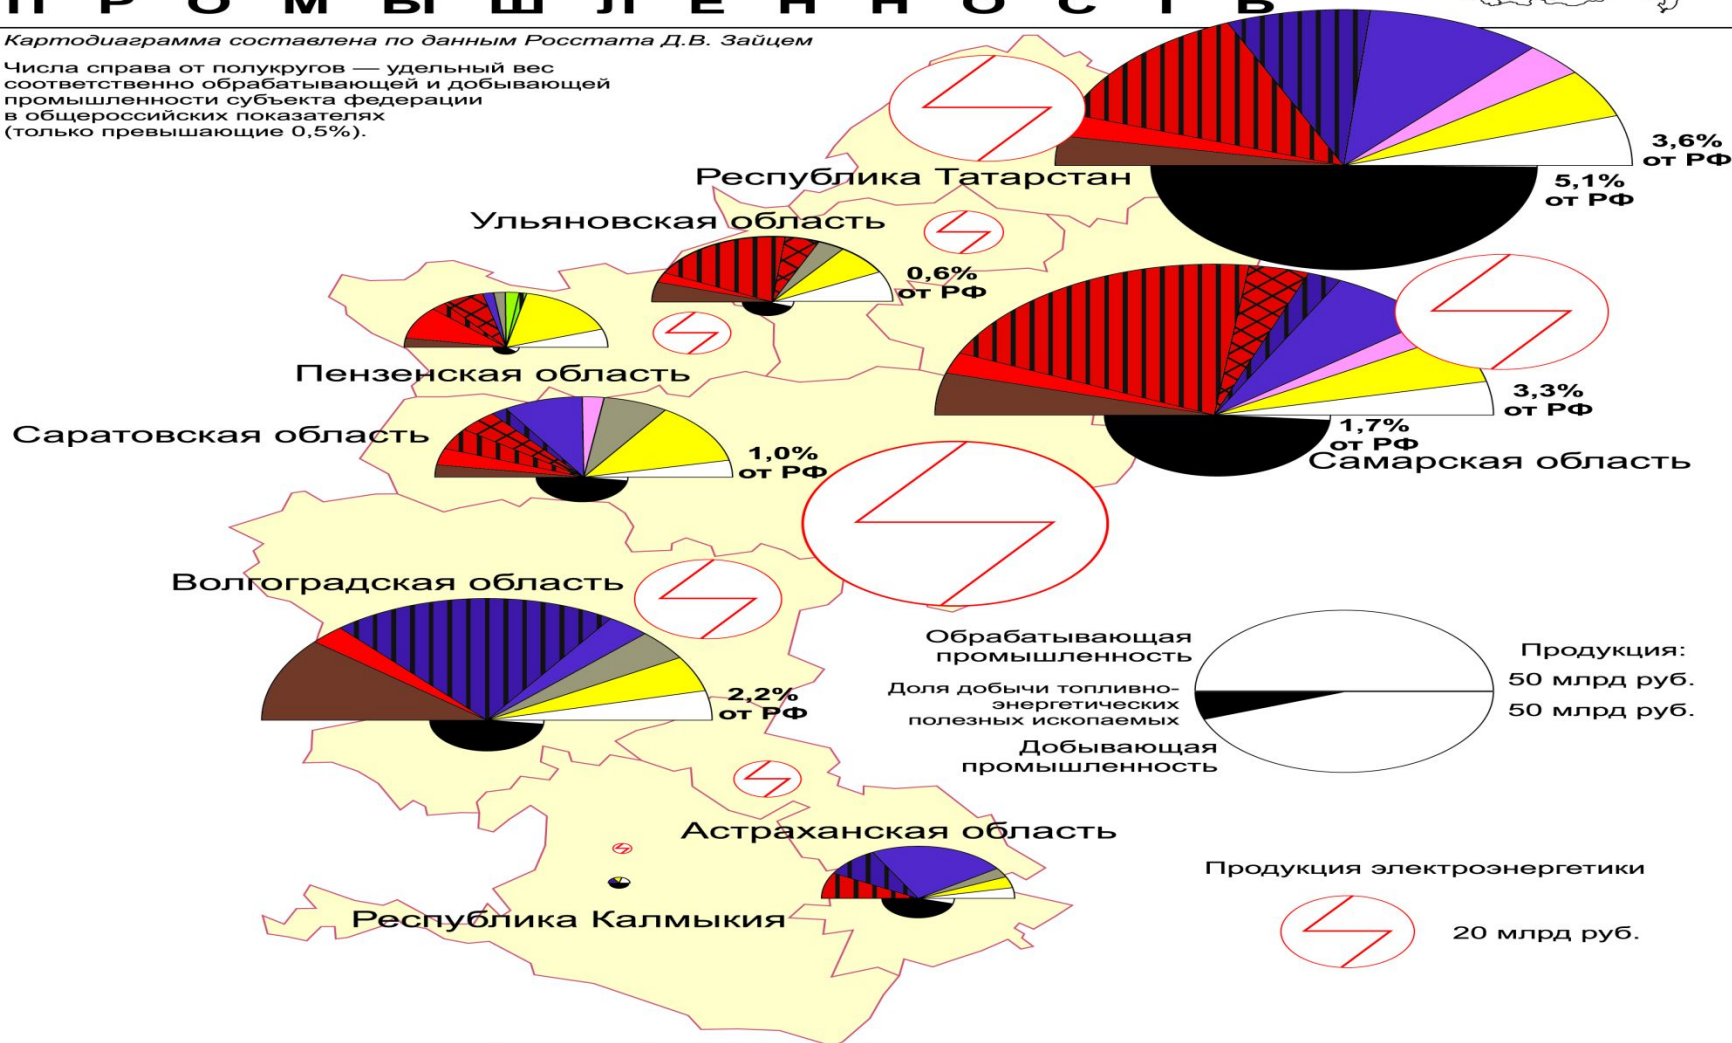 ПРОМЫШЛЕННОСТЬ
Картодиаграмма составлена по данным Росстата Д.В. Зайцем
Числа справа от полукругов — удельный вес
соответственно обрабатывающей и добывающей
промышленности субъекта федерации
в общероссийских показателях
(только превышающие 0,5%).
3,6%
от РФ
Республика Татарстан
5,1%
от РФ
Ульяновская область
0,6%
от РФ
Пензенская область
3,3%
от РФ
1,7%
от РФ
Самарская область
Саратовская область
1,0%
от РФ
Волгоградская область
2,2%
от РФ
Обрабатывающая
промышленность
Доля добычи топливно-
энергетических
полезных ископаемых
Добывающая
промышленность
Продукция:
50 млрд руб.
50 млрд руб.
Астраханская область
Республика Калмыкия
Продукция электроэнергетики
20 млрд руб.